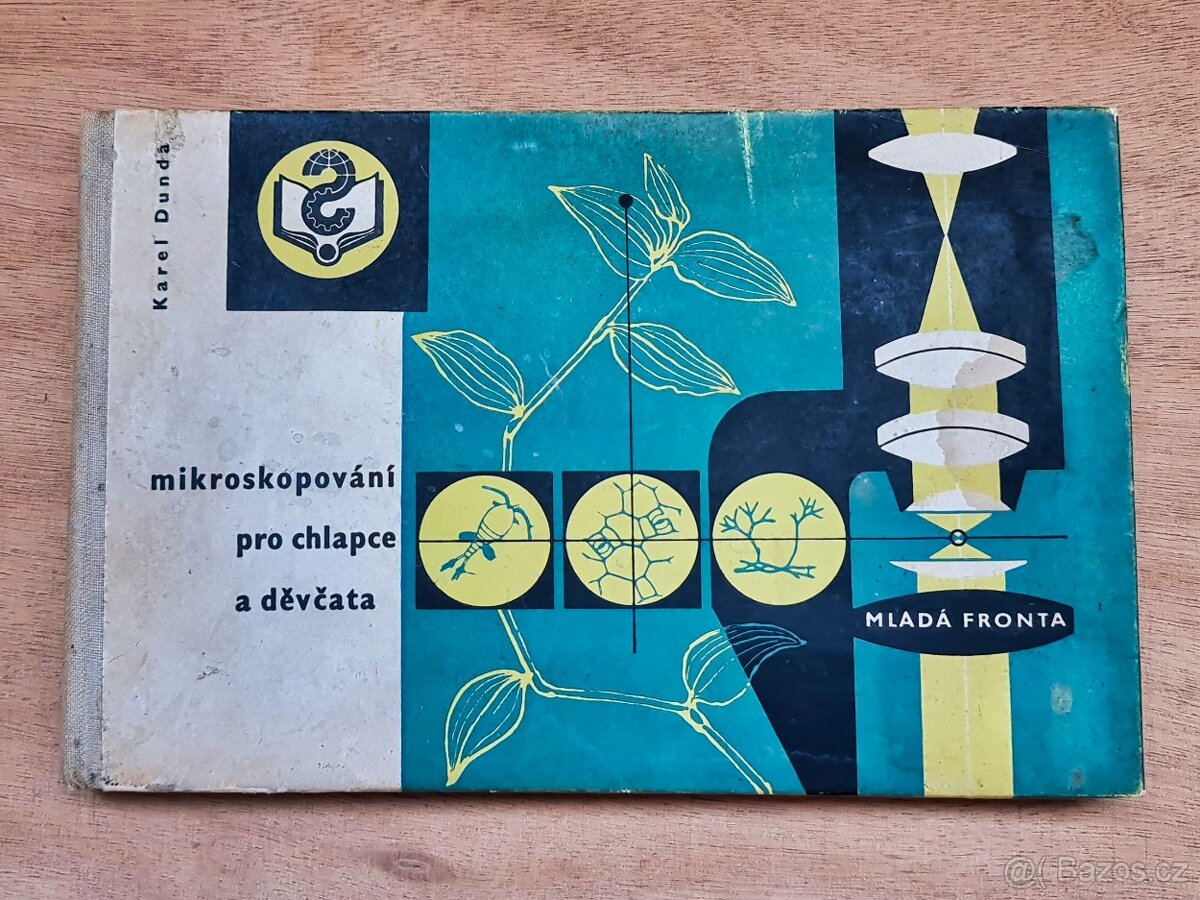 Karel Dunda
mikroskopování
pro chlapce
a děvčata
MLADÁ FRONTA
@( Bazos.cz